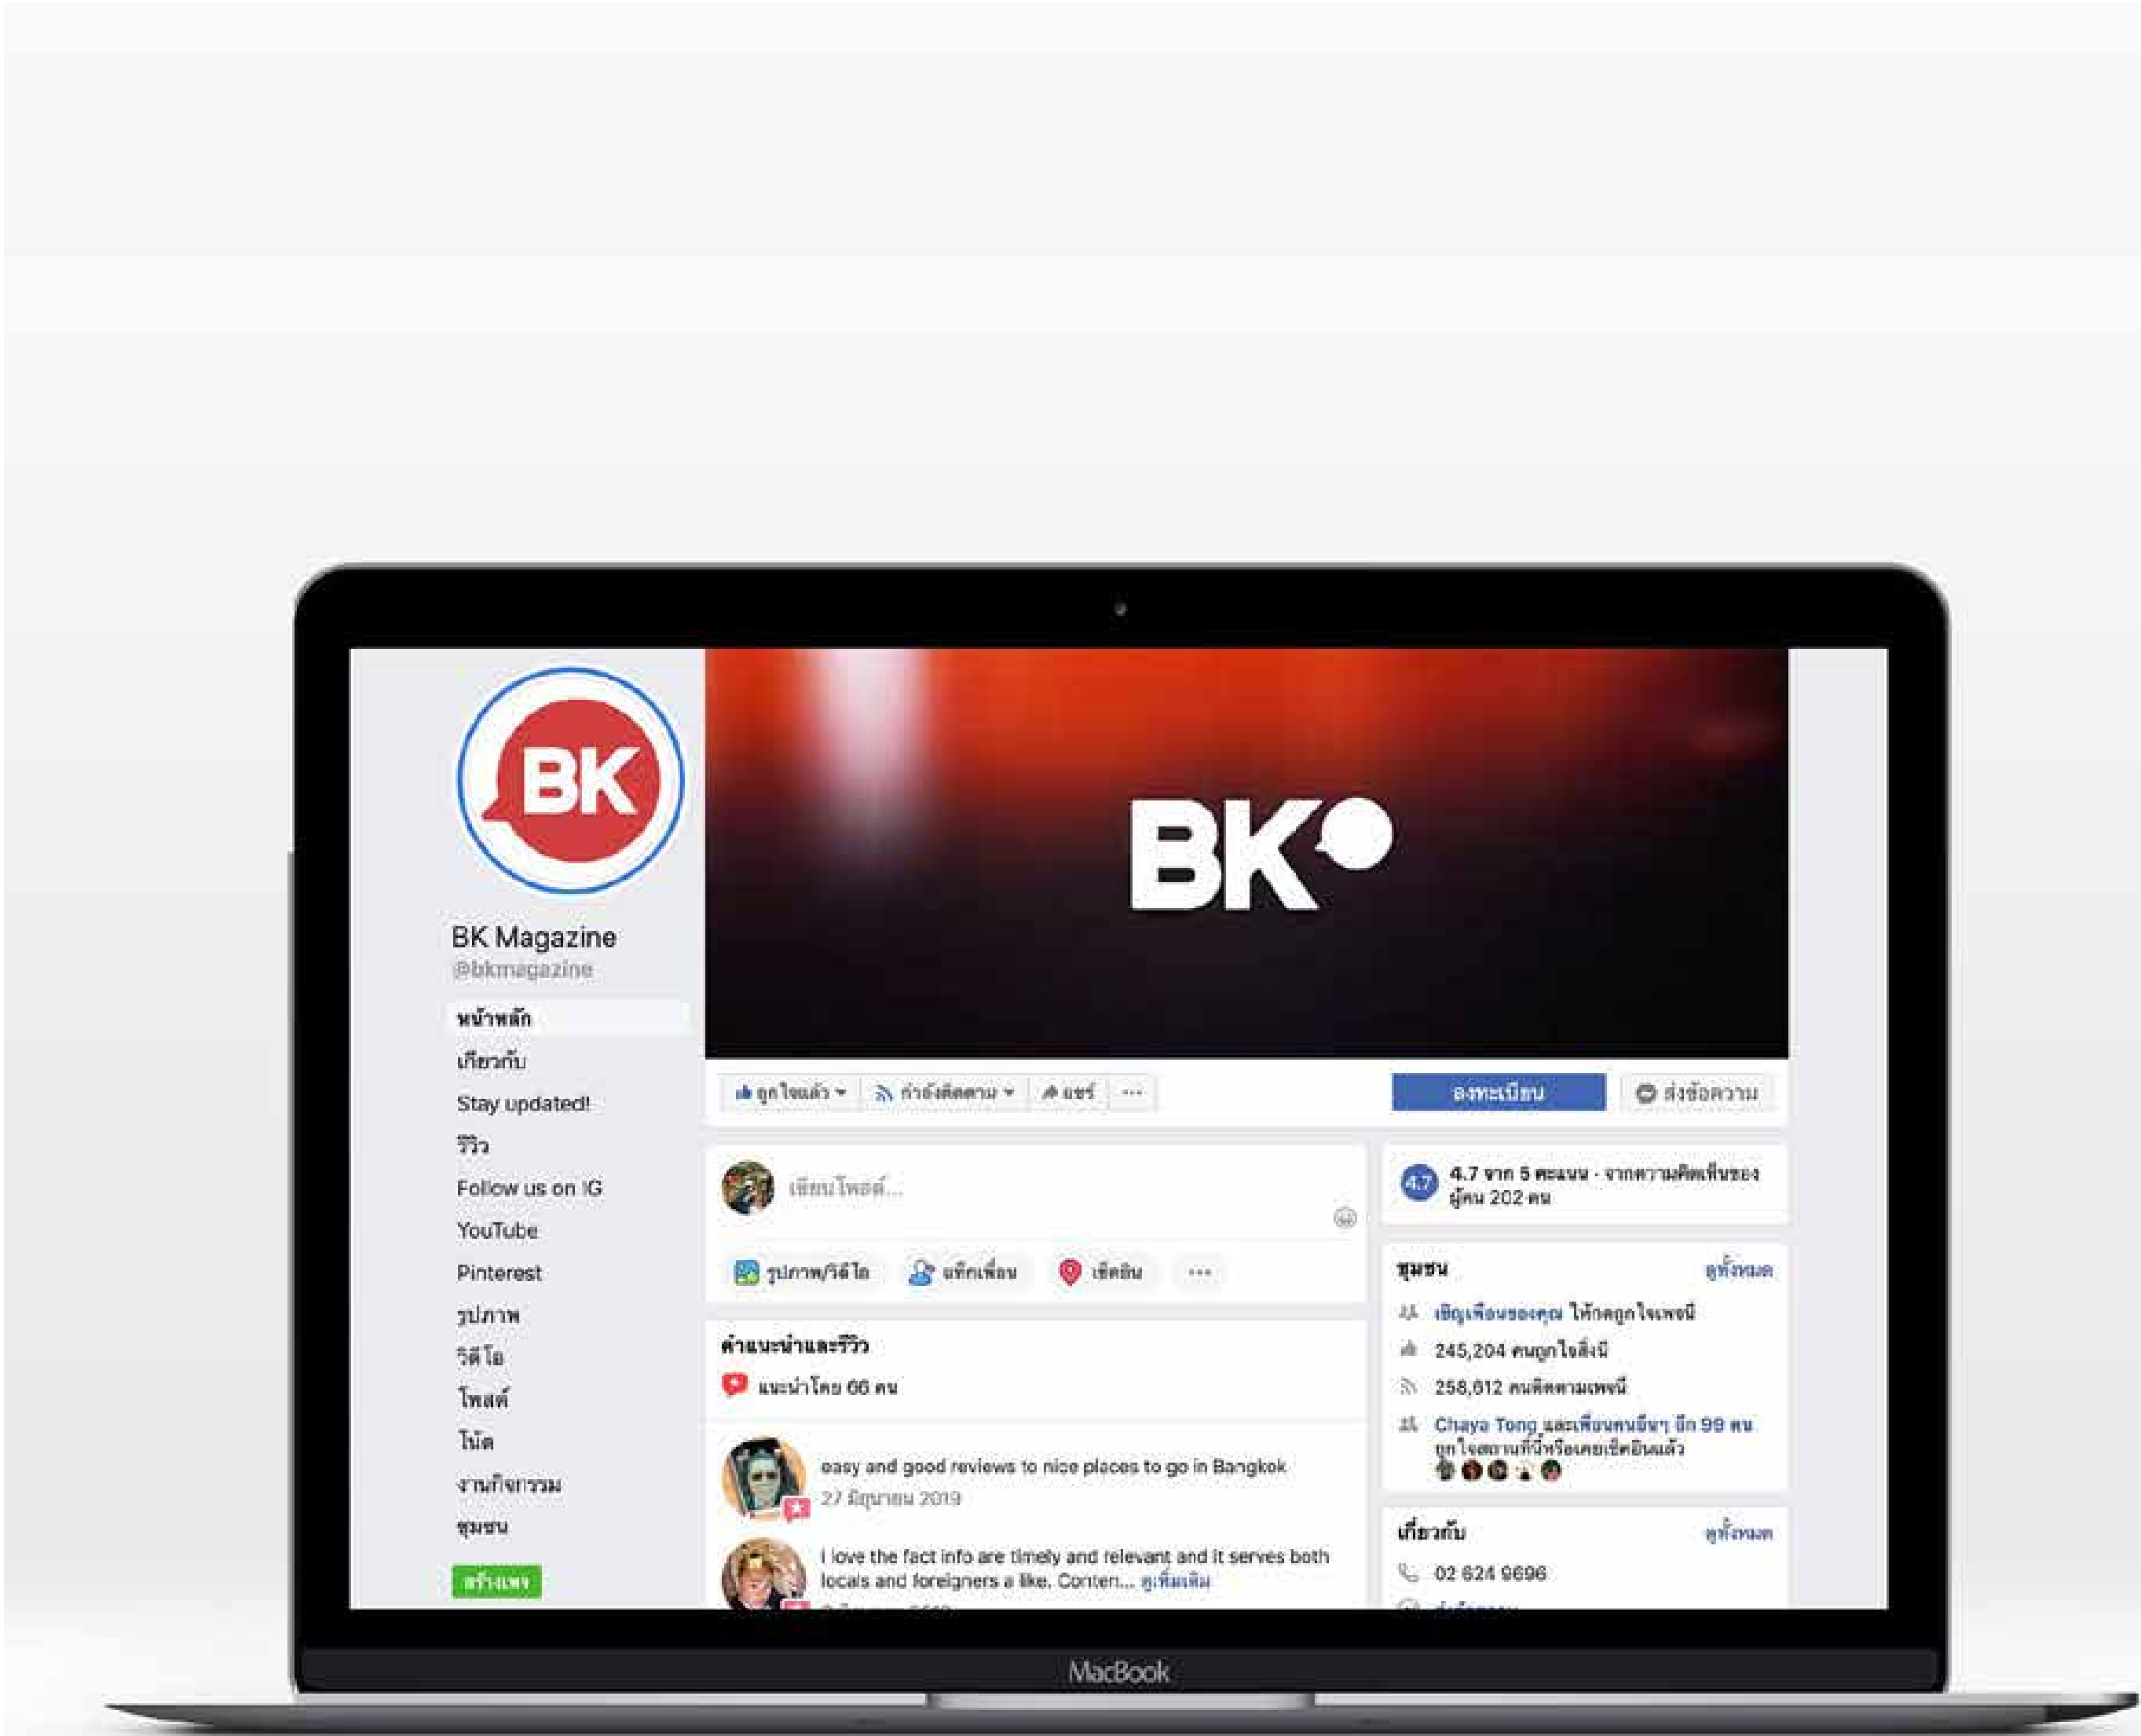 BK
BK Magazine
@bkmagazine
หน้าหลัก
เกี่ยวกับ
Stay updated!
รีวิว
Follow us on IG
YouTube
Pinterest
รูปภาพ
วิดีโอ
โพสต์
โน้ต
งานกิจกรรม
ชุมชน
สร้างเพจ
BK
ถูกใจแล้ว กำลังติดตาม แชร์ ...
ลงทะเบียน ส่งข้อความ
เขียนโพสต์...
รูปภาพ/วิดีโอ แท็กเพื่อน เช็คอิน ...
คำแนะนำและรีวิว
แนะนำโดย 66 คน
easy and good reviews to nice places to go in Bangkok
27 มิถุนายน 2019
I love the fact info are timely and relevant and it serves both
locals and foreigners a like. Conten... ดูเพิ่มเติม
4.7 4.7 จาก 5 คะแนน - จากความคิดเห็นของ
ผู้คน 202 คน
ชุมชน ดูทั้งหมด
เชิญเพื่อนของคุณ ให้กดถูกใจเพจนี้
245,204 คนถูกใจสิ่งนี้
258,612 คนติดตามเพจนี้
Chaya Tong และเพื่อนคนอื่นๆ อีก 99 คน
ถูกใจสถานที่นี้หรือเคยเช็คอินแล้ว
เกี่ยวกับ ดูทั้งหมด
02 624 9696
MacBook